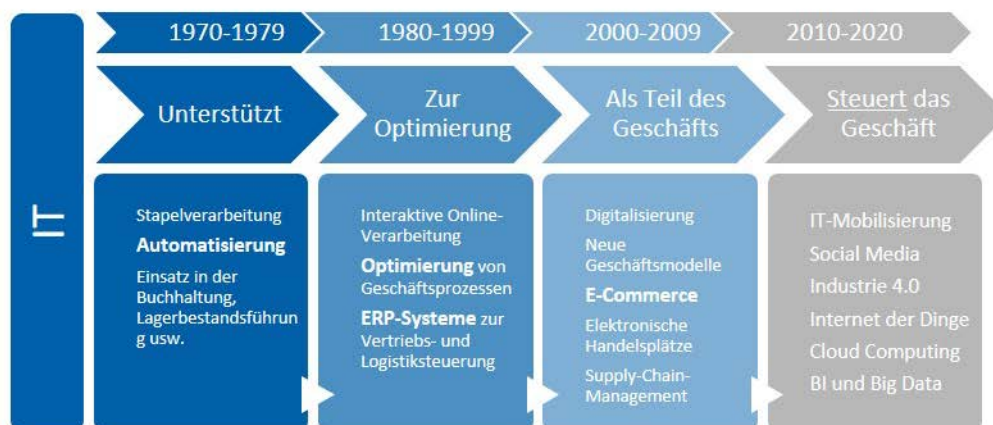 IT
1970-1979
1980-1999
2000-2009
2010-2020
Unterstützt
Zur
Optimierung
Als Teil des
Geschäfts
Steuert das
Geschäft
Stapelverarbeitung
Automatisierung
Einsatz in der
Buchhaltung,
Lagerbestandsführun
g usw.
Interaktive Online-
Verarbeitung
Optimierung von
Geschäftsprozessen
ERP-Systeme zur
Vertriebs- und
Logistiksteuerung
Digitalisierung
Neue
Geschäftsmodelle
E-Commerce
Elektronische
Handelsplätze
Supply-Chain-
Management
IT-Mobilisierung
Social Media
Industrie 4.0
Internet der Dinge
Cloud Computing
BI und Big Data